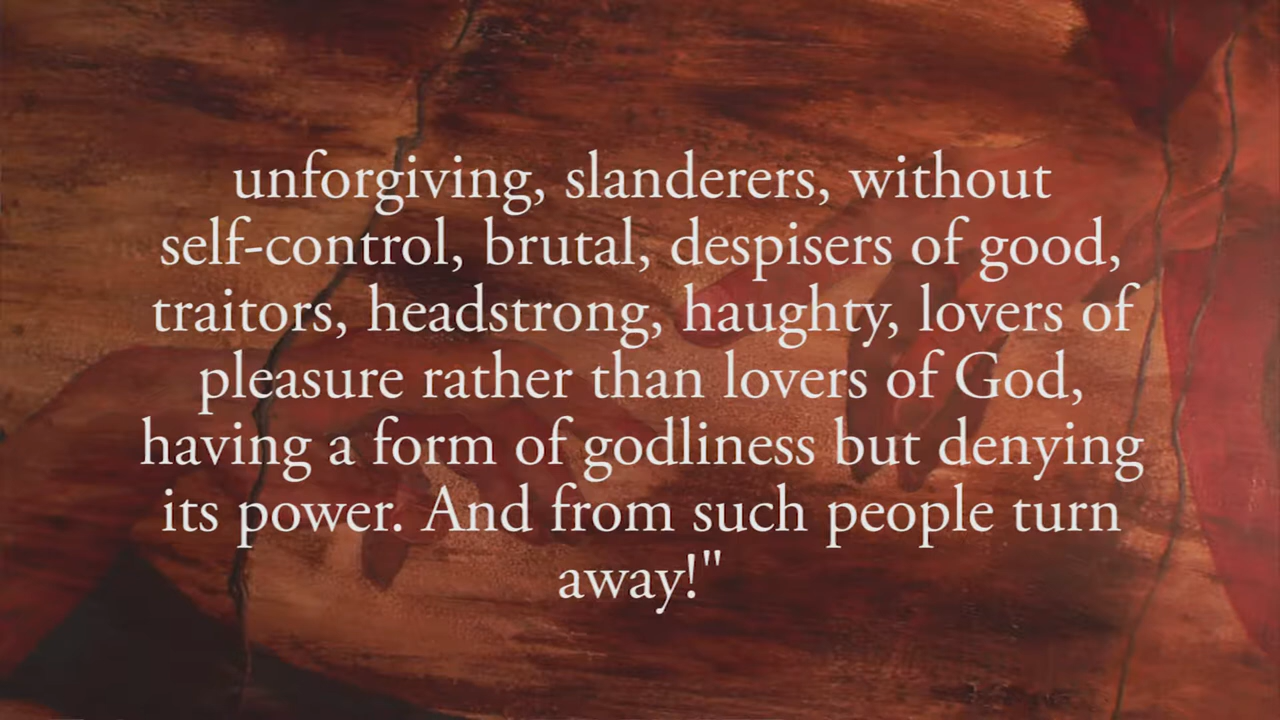 unforgiving, slanderers, without
self-control, brutal, despisers of good,
traitors, headstrong, haughty, lovers of
pleasure rather than lovers of God,
having a form of godliness but denying
its power. And from such people turn
away!"